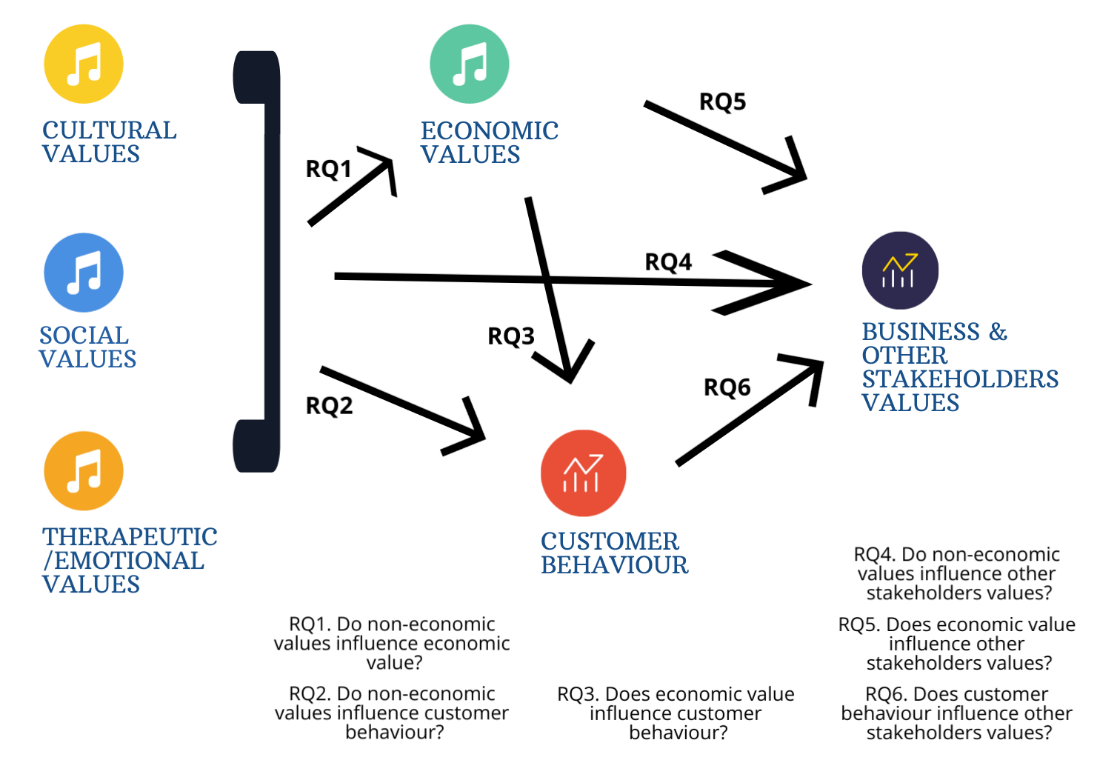 CULTURAL
VALUES
ECONOMIC
VALUES
RQ5
RQ1
SOCIAL
VALUES
RQ4
RQ3
BUSINESS &
OTHER
STAKEHOLDERS
VALUES
RQ2
RQ6
THERAPEUTIC
/EMOTIONAL
VALUES
CUSTOMER
BEHAVIOUR
RQ1. Do non-economic
values influence economic
value?
RQ2. Do non-economic
values influence customer
behaviour?
RQ3. Does economic value
influence customer
behaviour?
RQ4. Do non-economic
values influence other
stakeholders values?
RQ5. Does economic value
influence other
stakeholders values?
RQ6. Does customer
behaviour influence other
stakeholders values?